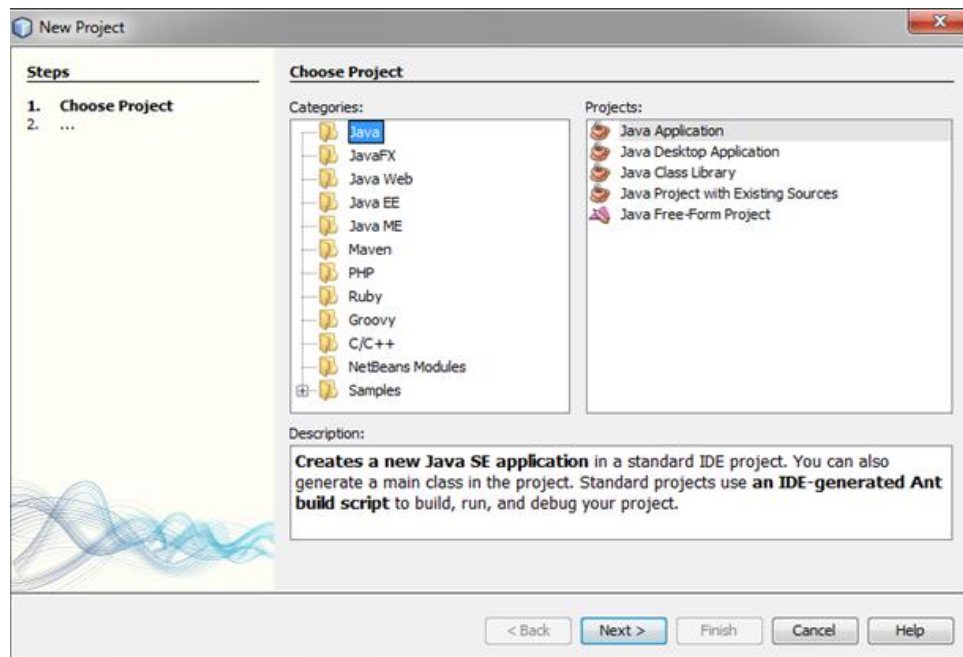 New Project
Steps
1. Choose Project
2. ...
Choose Project
Categories:
Java
JavaFX
Java Web
Java EE
Java ME
Maven
PHP
Ruby
Groovy
C/C++
NetBeans Modules
Samples
Projects:
Java Application
Java Desktop Application
Java Class Library
Java Project with Existing Sources
Java Free-Form Project
Description:
Creates a new Java SE application in a standard IDE project. You can also
generate a main class in the project. Standard projects use an IDE-generated Ant
build script to build, run, and debug your project.
< Back
Next >
Finish
Cancel
Help